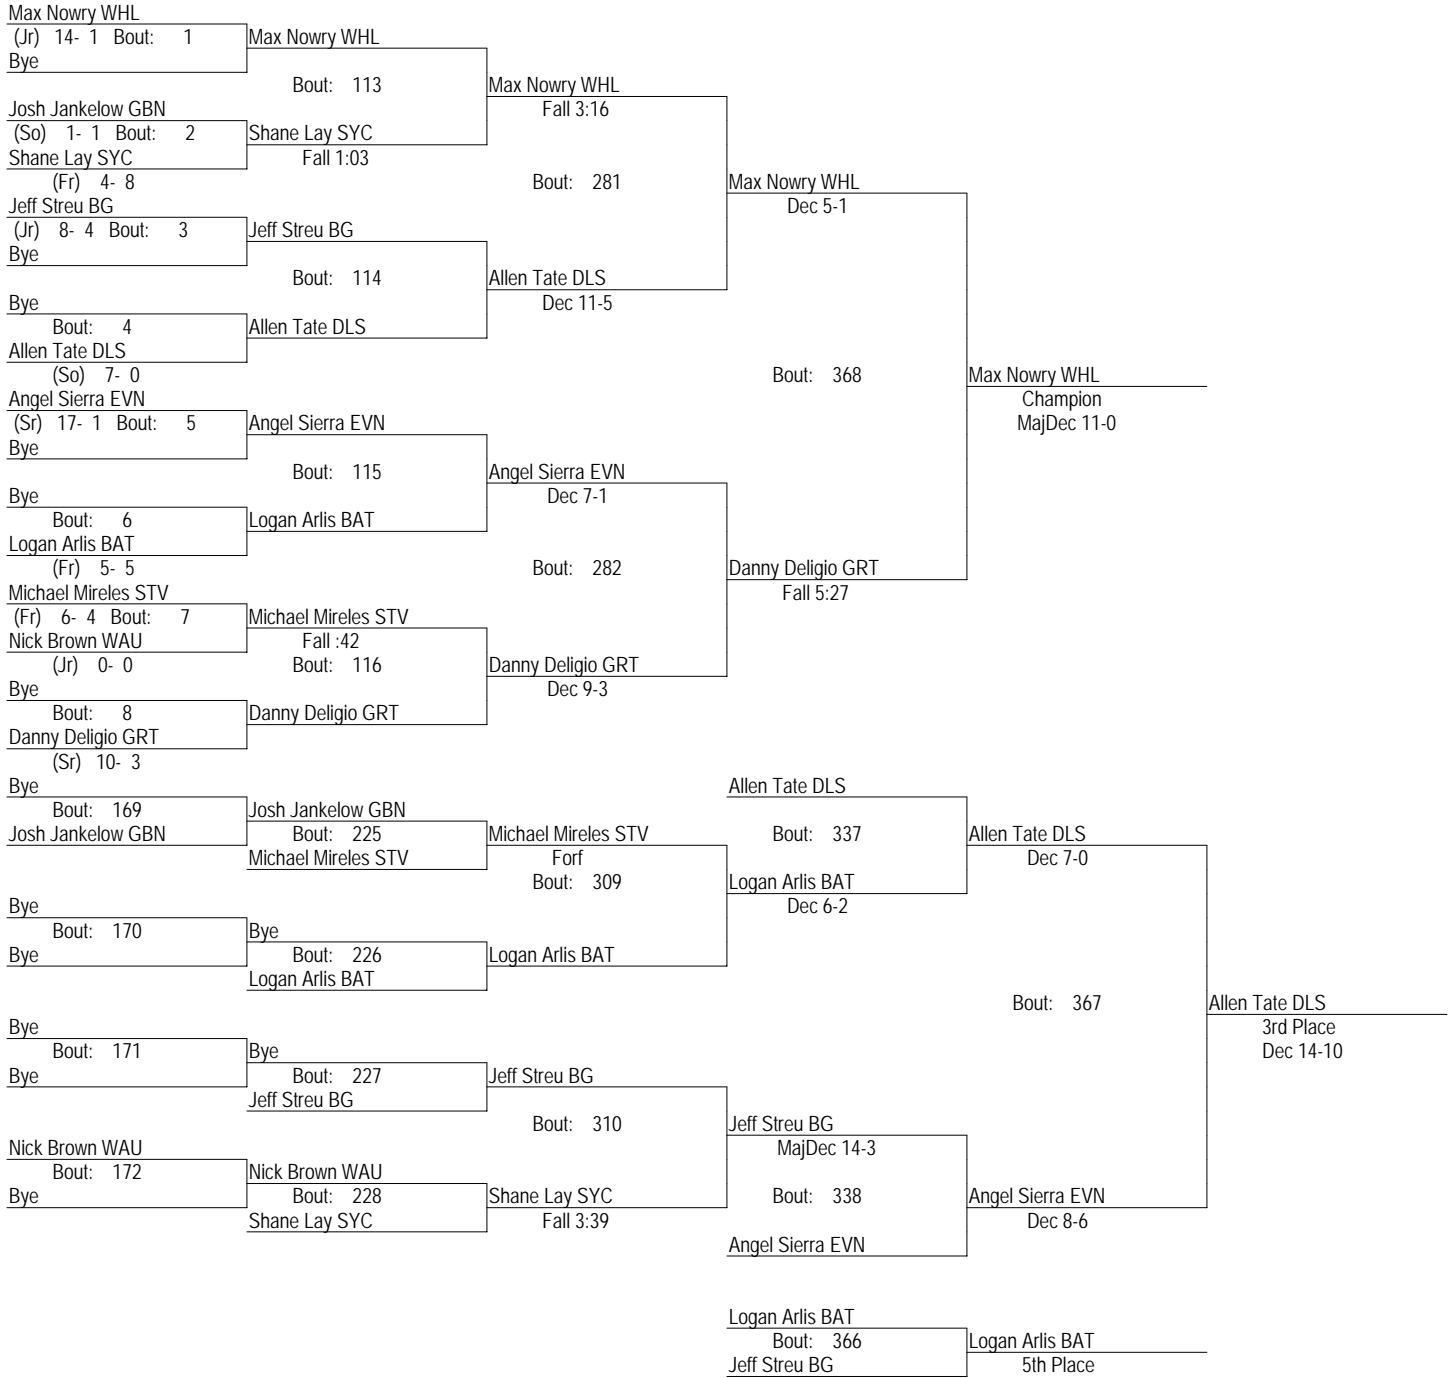 Max Nowry WHL
(Jr) 14- 1 Bout: 1 Max Nowry WHL
Bye
Bout: 113 Max Nowry WHL
Josh Jankelow GBN Fall 3:16
(So) 1- 1 Bout: 2 Shane Lay SYC
Shane Lay SYC Fall 1:03
(Fr) 4- 8 Bout: 281 Max Nowry WHL
Jeff Streu BG Dec 5-1
(Jr) 8- 4 Bout: 3 Jeff Streu BG
Bye
Bout: 114 Allen Tate DLS
Bye Dec 11-5
Bout: 4 Allen Tate DLS
Allen Tate DLS
(So) 7- 0 Bout: 368 Max Nowry WHL
Angel Sierra EVN Champion
(Sr) 17- 1 Bout: 5 Angel Sierra EVN MajDec 11-0
Bye
Bout: 115 Angel Sierra EVN
Bye Dec 7-1
Bout: 6 Logan Arlis BAT
Logan Arlis BAT
(Fr) 5- 5 Bout: 282 Danny Deligio GRT
Michael Mireles STV Fall 5:27
(Fr) 6- 4 Bout: 7 Michael Mireles STV
Nick Brown WAU Fall :42
(Jr) 0- 0 Bout: 116 Danny Deligio GRT
Bye Dec 9-3
Bout: 8 Danny Deligio GRT
Danny Deligio GRT
(Sr) 10- 3
Bye Allen Tate DLS
Bout: 169 Josh Jankelow GBN
Josh Jankelow GBN Bout: 225 Michael Mireles STV Bout: 337 Allen Tate DLS
Michael Mireles STV Forf Dec 7-0
Bout: 309 Logan Arlis BAT
Bye Dec 6-2
Bout: 170 Bye
Bye Bout: 226 Logan Arlis BAT
Logan Arlis BAT
Bout: 367 Allen Tate DLS
Bye 3rd Place
Bout: 171 Bye Dec 14-10
Bye Bout: 227 Jeff Streu BG
Jeff Streu BG
Bout: 310 Jeff Streu BG
Nick Brown WAU MajDec 14-3
Bout: 172 Nick Brown WAU
Bye Bout: 228 Shane Lay SYC Bout: 338 Angel Sierra EVN
Shane Lay SYC Fall 3:39 Dec 8-6
Angel Sierra EVN
Logan Arlis BAT
Bout: 366 Logan Arlis BAT
Jeff Streu BG 5th Place